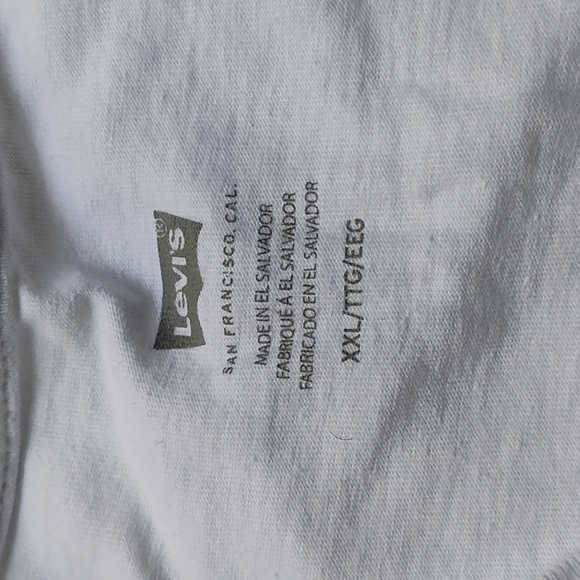 Levi's®
SAN FRANCISCO, CAL.
MADE IN EL SALVADOR
FABRIQUÉ À EL SALVADOR
FABRICADO EN EL SALVADOR
XXL/TTG/EEG